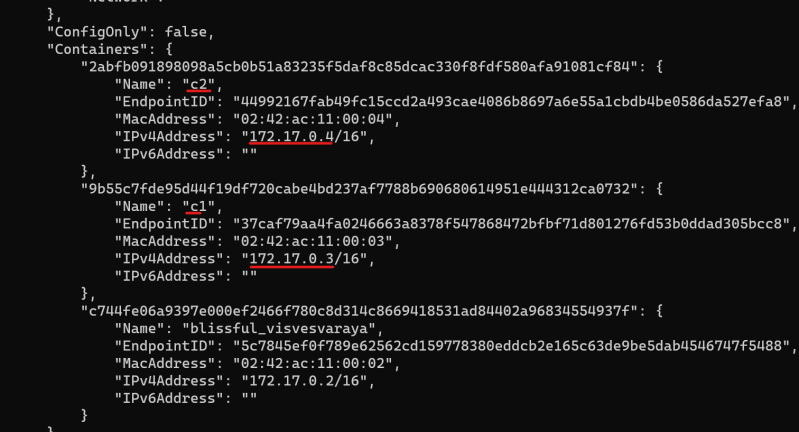 },
"ConfigOnly": false,
"Containers": {
"2abfb091898098a5cb0b51a83235f5daf8c85dcac330f8fdf580afa91081cf84": {
"Name": "c2",
"EndpointID": "44992167fab49fc15ccd2a493cae4086b8697a6e55a1cbdb4be0586da527efa8",
"MacAddress": "02:42:ac:11:00:04",
"IPv4Address": "172.17.0.4/16",
"IPv6Address": ""
},
"9b55c7fde95d44f19df720cabe4bd237af7788b690680614951e444312ca0732": {
"Name": "c1",
"EndpointID": "37caf79aa4fa0246663a8378f547868472bfbf71d801276fd53b0ddad305bcc8",
"MacAddress": "02:42:ac:11:00:03",
"IPv4Address": "172.17.0.3/16",
"IPv6Address": ""
},
"c744fe06a9397e000ef2466f780c8d314c8669418531ad84402a96834554937f": {
"Name": "blissful_visvesvaraya",
"EndpointID": "5c7845ef0f789e62562cd159778380eddcb2e165c63de9be5dab4546747f5488",
"MacAddress": "02:42:ac:11:00:02",
"IPv4Address": "172.17.0.2/16",
"IPv6Address": ""
}